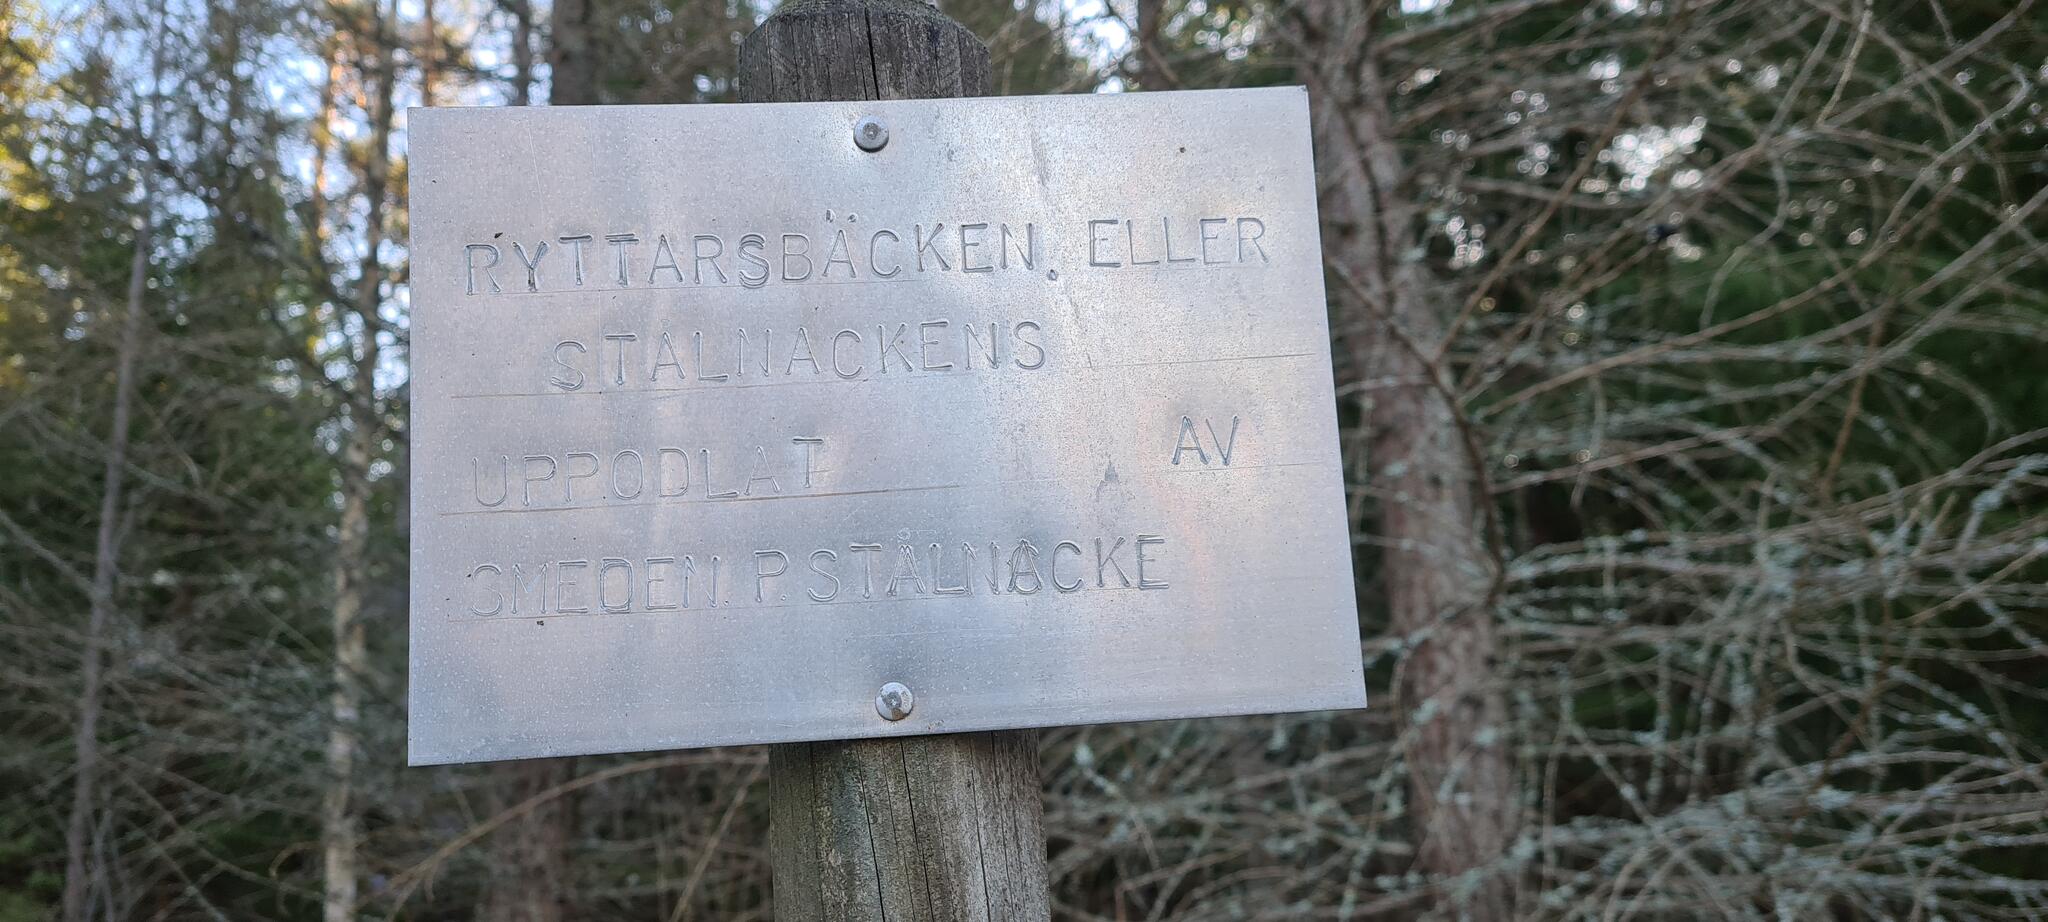 RYTTARSBÄCKEN. ELLER
STÅLNACKENS
UPPODLAT AV
SMEDEN. P. STÅLNACKE